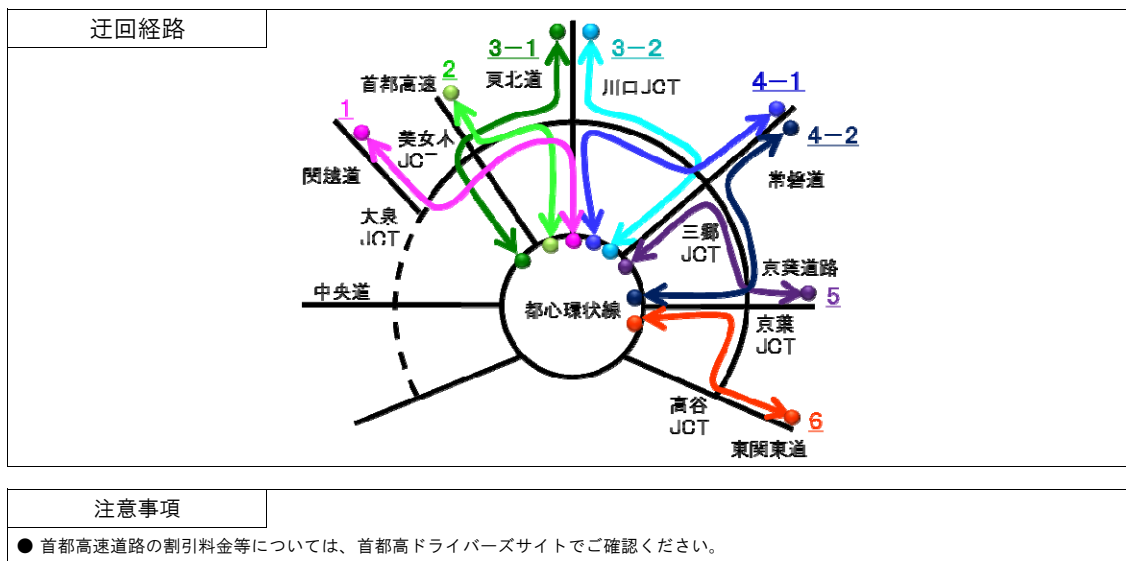 迂回経路
3－1
3－2
東北道
川口JCT
首都高速
2
4－1
1
美女木
JCT
4－2
関越道
常磐道
大泉
JCT
三郷
JCT
京葉道路
5
中央道
都心環状線
京葉
JCT
高谷
JCT
6
東関東道
注意事項
● 首都高速道路の割引料金等については、首都高ドライバーズサイトでご確認ください。